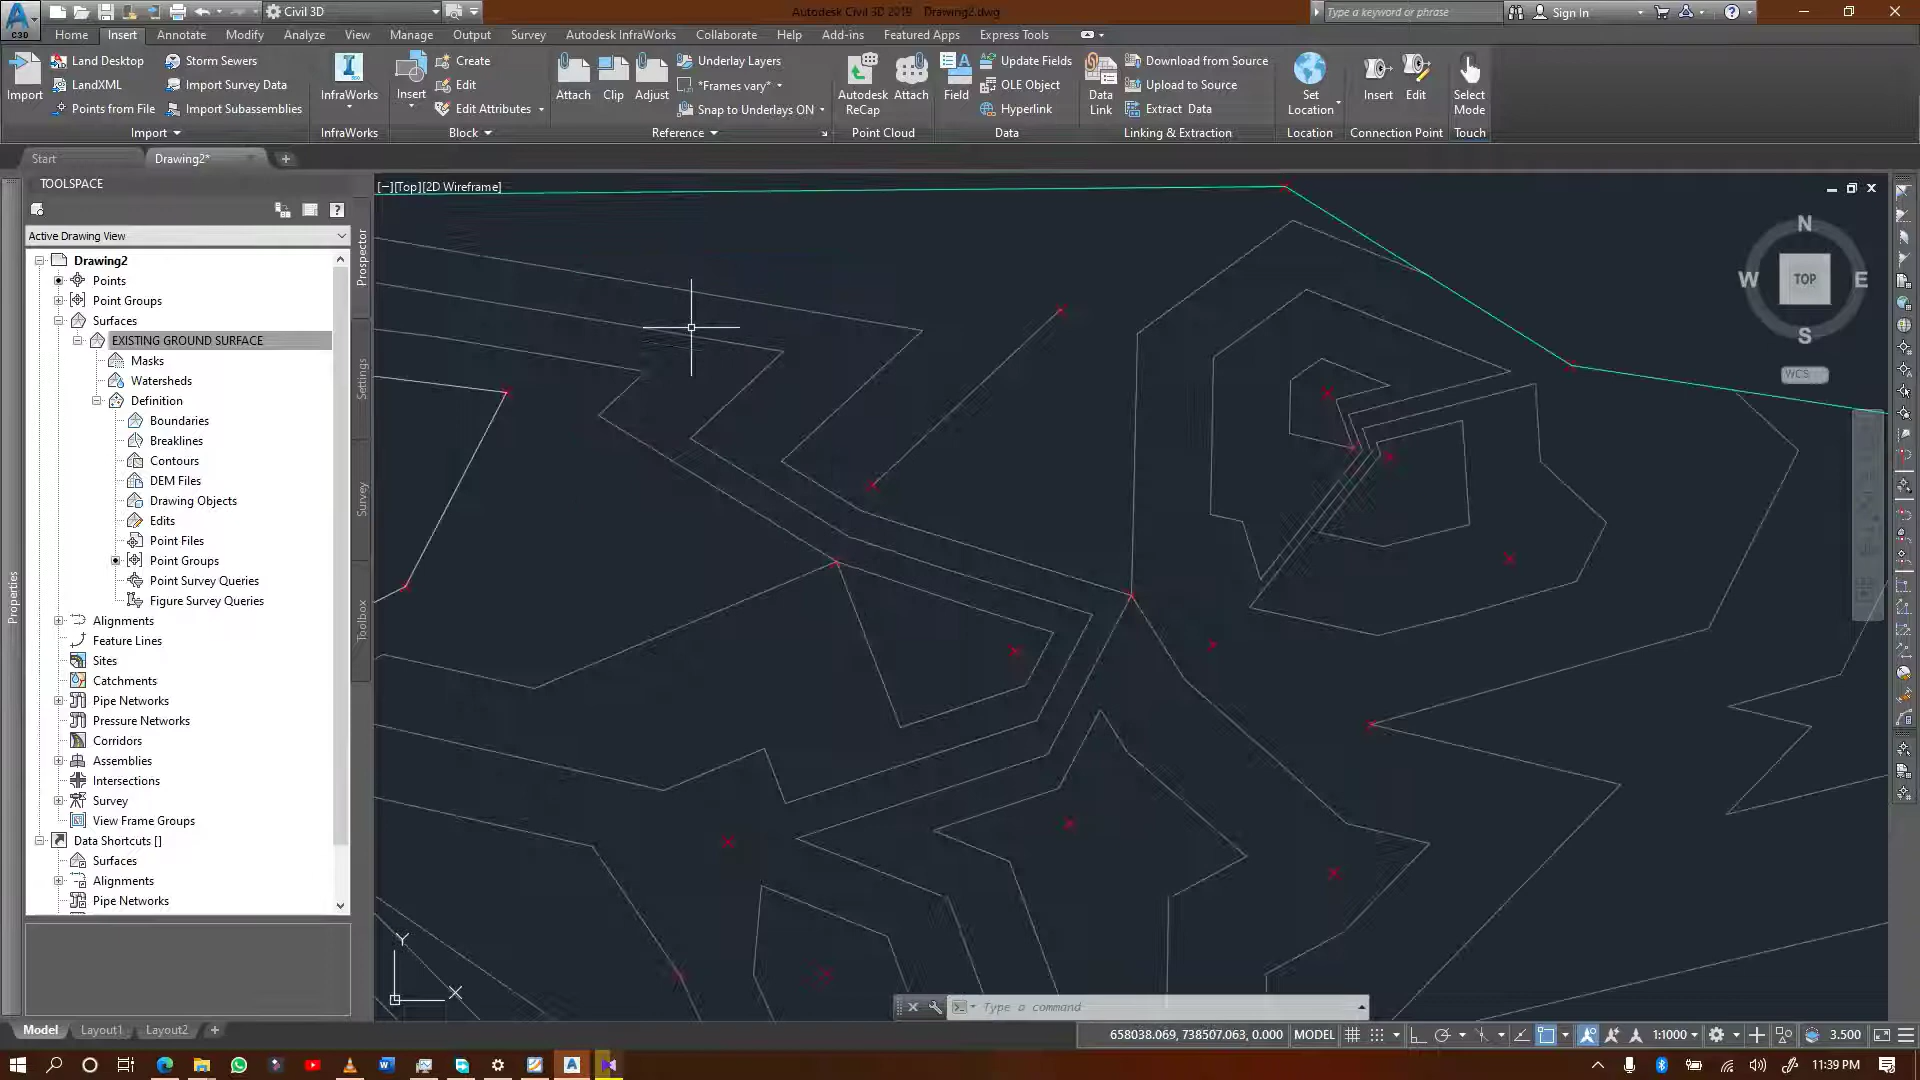 C3D
Civil 3D
Autodesk Civil 3D 2019
Drawing2.dwg
Type a keyword or phrase
Sign In
Home
Insert
Annotate
Modify
Analyze
View
Manage
Output
Survey
Autodesk InfraWorks
Collaborate
Help
Add-ins
Featured Apps
Express Tools
Import
Land Desktop
LandXML
Points from File
Storm Sewers
Import Survey Data
Import Subassemblies
Import
InfraWorks
InfraWorks
Insert
Create
Edit
Edit Attributes
Block
Attach
Clip
Adjust
Underlay Layers
*Frames vary*
Snap to Underlays ON
Reference
Autodesk
ReCap
Attach
Point Cloud
Field
Update Fields
OLE Object
Hyperlink
Data
Data
Link
Download from Source
Upload to Source
Extract Data
Linking & Extraction
Set
Location
Location
Insert
Edit
Connection Point
Select
Mode
Touch
Start
Drawing2*
TOOLSPACE
Active Drawing View
Drawing2
Points
Point Groups
Surfaces
EXISTING GROUND SURFACE
Masks
Watersheds
Definition
Boundaries
Breaklines
Contours
DEM Files
Drawing Objects
Edits
Point Files
Point Groups
Point Survey Queries
Figure Survey Queries
Alignments
Feature Lines
Sites
Catchments
Pipe Networks
Pressure Networks
Corridors
Assemblies
Intersections
Survey
View Frame Groups
Data Shortcuts []
Surfaces
Alignments
Pipe Networks
Properties
Prospector
Settings
Survey
Toolbox
[−][Top][2D Wireframe]
N
W
TOP
E
S
WCS
Y
X
Type a command
Model
Layout1
Layout2
658038.069, 738507.063, 0.000
MODEL
1:1000
3.500
11:39 PM